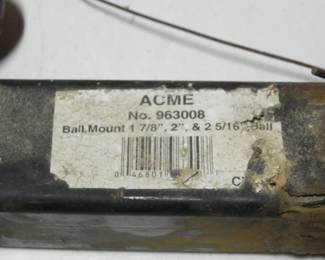 ACME
No. 963008
Ball Mount 1 7/8", 2", & 2 5/16" Ball